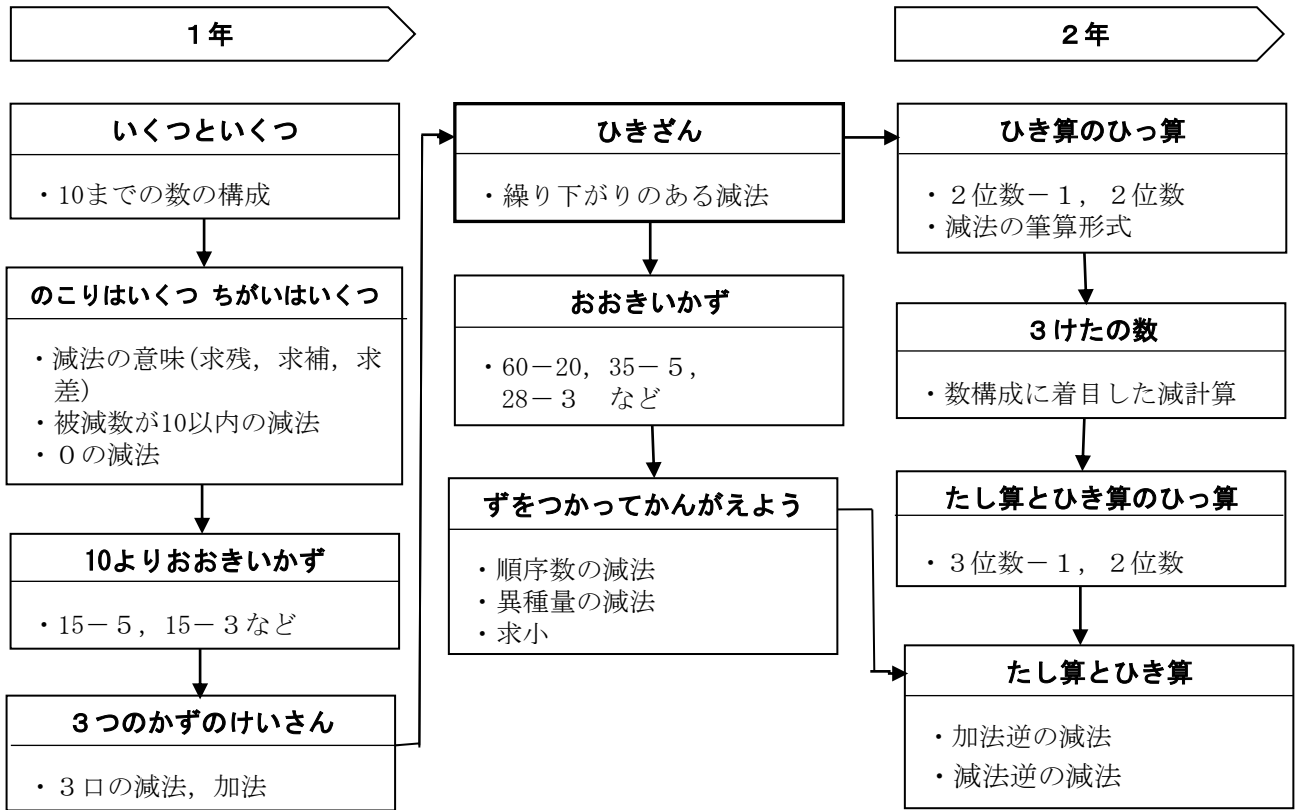 １年
いくつといくつ
・10までの数の構成
のこりはいくつ ちがいはいくつ
・減法の意味(求残，求補，求
差)
・被減数が10以内の減法
・０の減法
10よりおおきいかず
・15－５，15－３など
３つのかずのけいさん
・３口の減法，加法
ひきざん
・繰り下がりのある減法
おおきいかず
・60－20，35－５，
28－３　など
ずをつかってかんがえよう
・順序数の減法
・異種量の減法
・求小
２年
ひき算のひっ算
・２位数－１，２位数
・減法の筆算形式
３けたの数
・数構成に着目した減計算
たし算とひき算のひっ算
・３位数－１，２位数
たし算とひき算
・加法逆の減法
・減法逆の減法